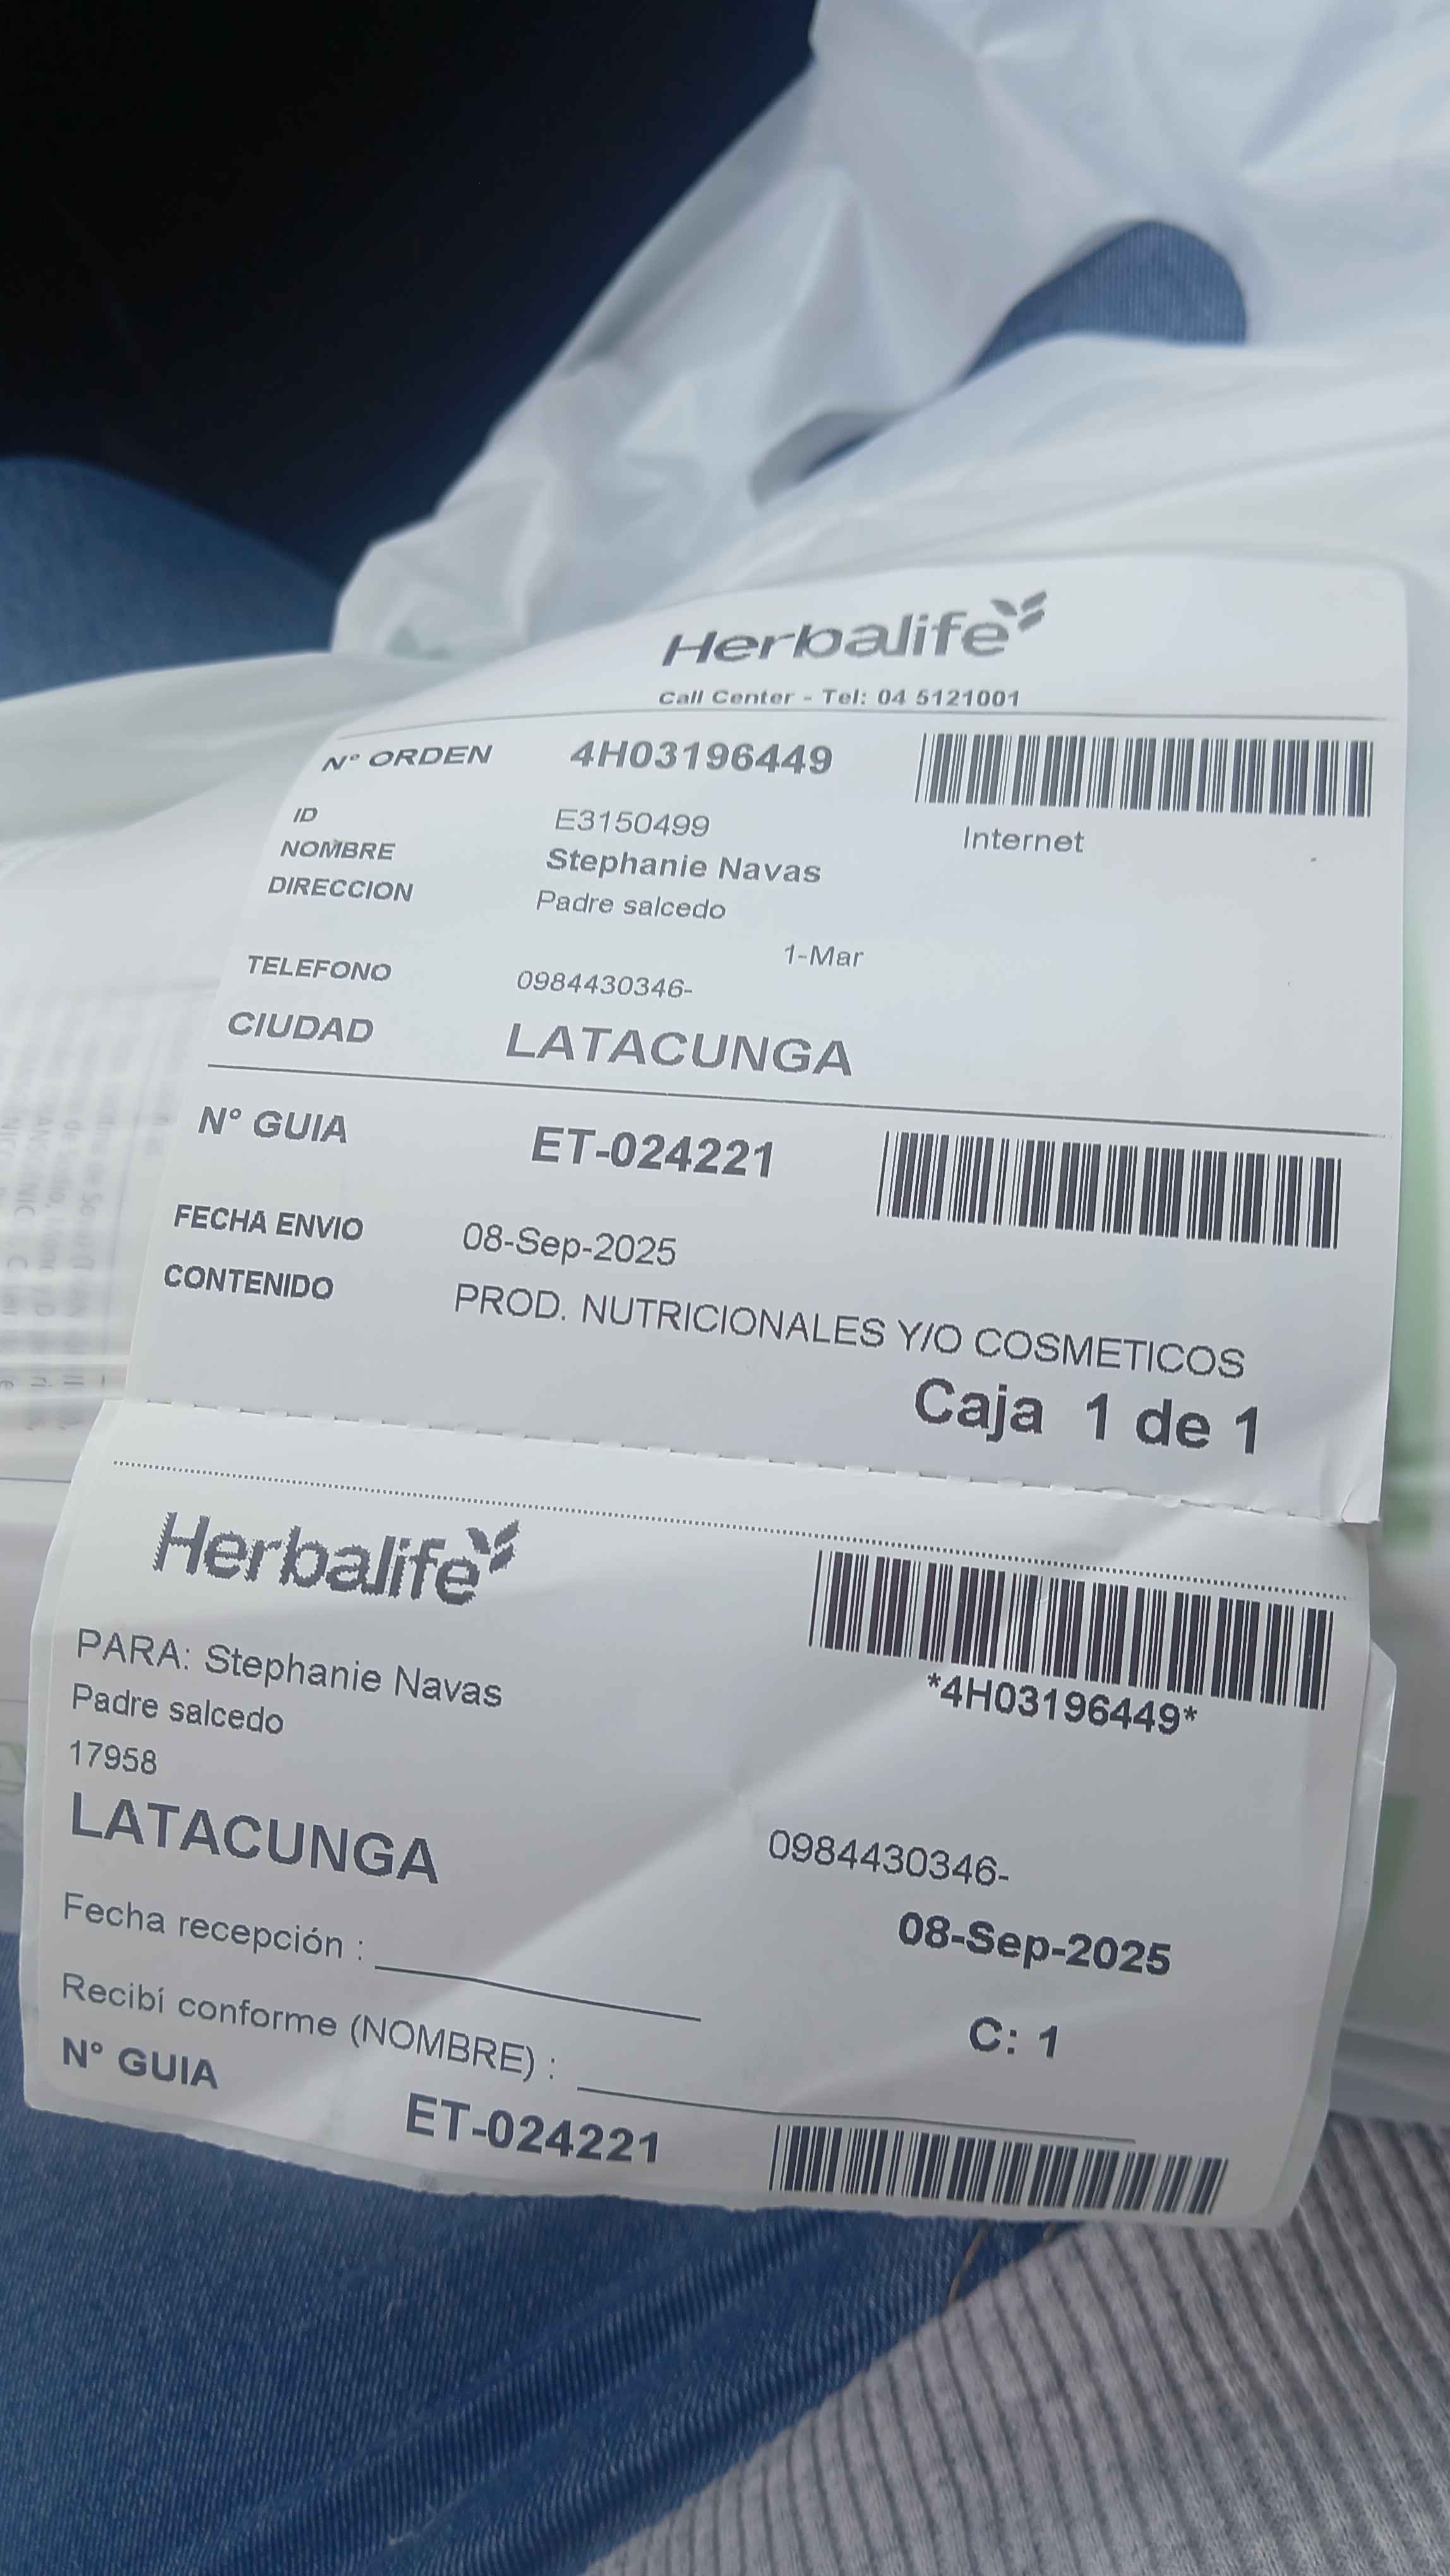 Herbalife
Call Center - Tel: 04 5121001
N° ORDEN 4H03196449
ID E3150499 Internet
NOMBRE Stephanie Navas
DIRECCION Padre salcedo
1-Mar
TELEFONO 0984430346-
CIUDAD LATACUNGA
N° GUIA ET-024221
FECHA ENVIO 08-Sep-2025
CONTENIDO PROD. NUTRICIONALES Y/O COSMETICOS
Caja 1 de 1
Herbalife
*4H03196449*
PARA: Stephanie Navas
Padre salcedo
17958
LATACUNGA 0984430346-
08-Sep-2025
Fecha recepción :
C: 1
Recibí conforme (NOMBRE) :
N° GUIA ET-024221